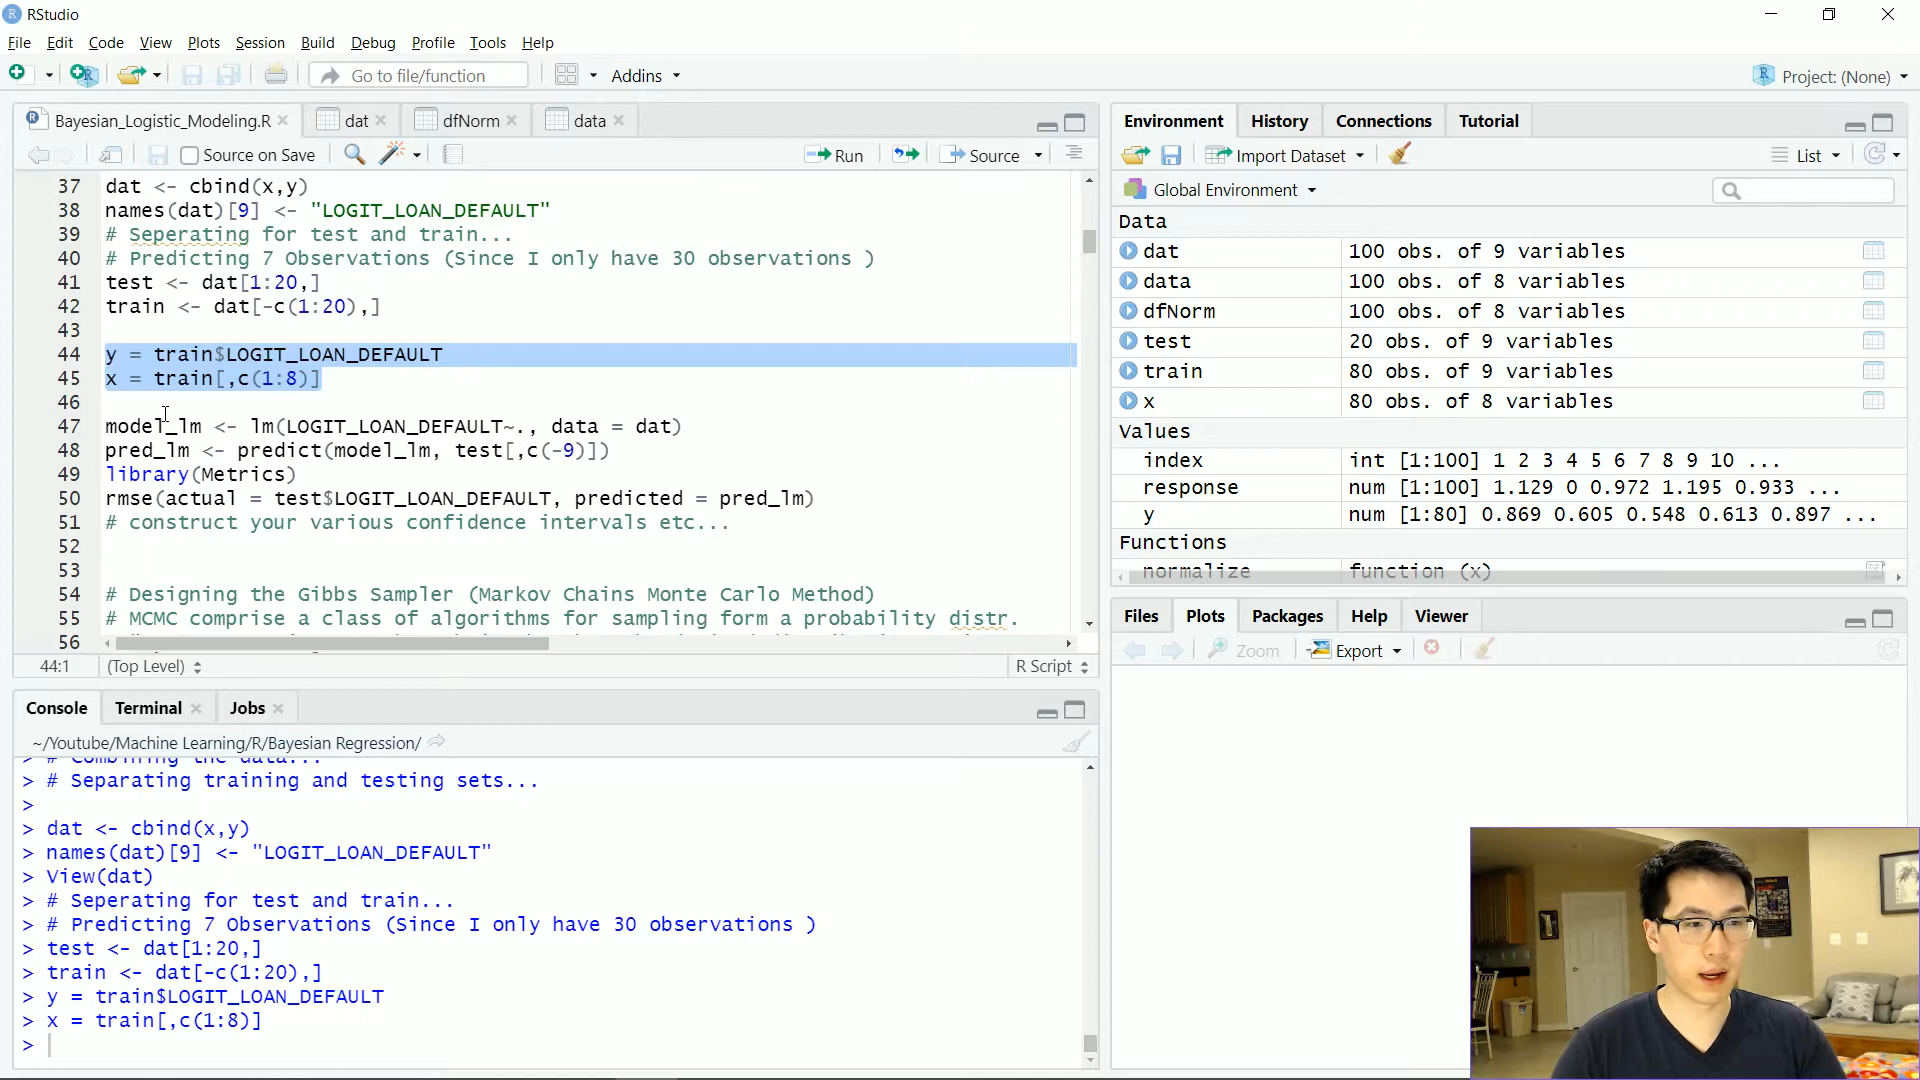 RStudio
File Edit Code View Plots Session Build Debug Profile Tools Help
Go to file/function Addins Project: (None)
Bayesian_Logistic_Modeling.R dat dfNorm data
Source on Save Run Source
37 dat <- cbind(x,y)
38 names(dat)[9] <- "LOGIT_LOAN_DEFAULT"
39 # Seperating for test and train...
40 # Predicting 7 Observations (Since I only have 30 observations )
41 test <- dat[1:20,]
42 train <- dat[-c(1:20),]
43
44 y = train$LOGIT_LOAN_DEFAULT
45 x = train[,c(1:8)]
46
47 model_lm <- lm(LOGIT_LOAN_DEFAULT~., data = dat)
48 pred_lm <- predict(model_lm, test[,c(-9)])
49 library(Metrics)
50 rmse(actual = test$LOGIT_LOAN_DEFAULT, predicted = pred_lm)
51 # construct your various confidence intervals etc...
52
53
54 # Designing the Gibbs Sampler (Markov Chains Monte Carlo Method)
55 # MCMC comprise a class of algorithms for sampling form a probability distr.
56
44:1 (Top Level) R Script
Console Terminal Jobs
~/Youtube/Machine Learning/R/Bayesian Regression/
> # Combining the data...
> # Separating training and testing sets...
>
> dat <- cbind(x,y)
> names(dat)[9] <- "LOGIT_LOAN_DEFAULT"
> View(dat)
> # Seperating for test and train...
> # Predicting 7 Observations (Since I only have 30 observations )
> test <- dat[1:20,]
> train <- dat[-c(1:20),]
> y = train$LOGIT_LOAN_DEFAULT
> x = train[,c(1:8)]
>
Environment History Connections Tutorial
Import Dataset List
Global Environment
Data
dat 100 obs. of 9 variables
data 100 obs. of 8 variables
dfNorm 100 obs. of 8 variables
test 20 obs. of 9 variables
train 80 obs. of 9 variables
x 80 obs. of 8 variables
Values
index int [1:100] 1 2 3 4 5 6 7 8 9 10 ...
response num [1:100] 1.129 0 0.972 1.195 0.933 ...
y num [1:80] 0.869 0.605 0.548 0.613 0.897 ...
Functions
normalize function (x)
Files Plots Packages Help Viewer
Zoom Export